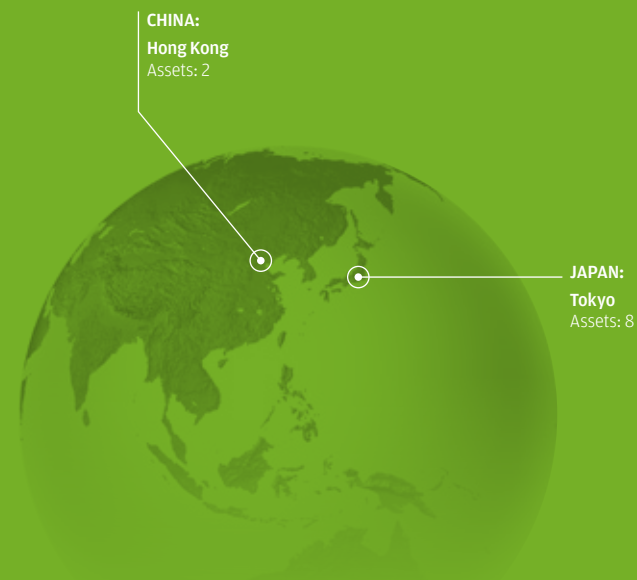 CHINA:
Hong Kong
Assets: 2
JAPAN:
Tokyo
Assets: 8